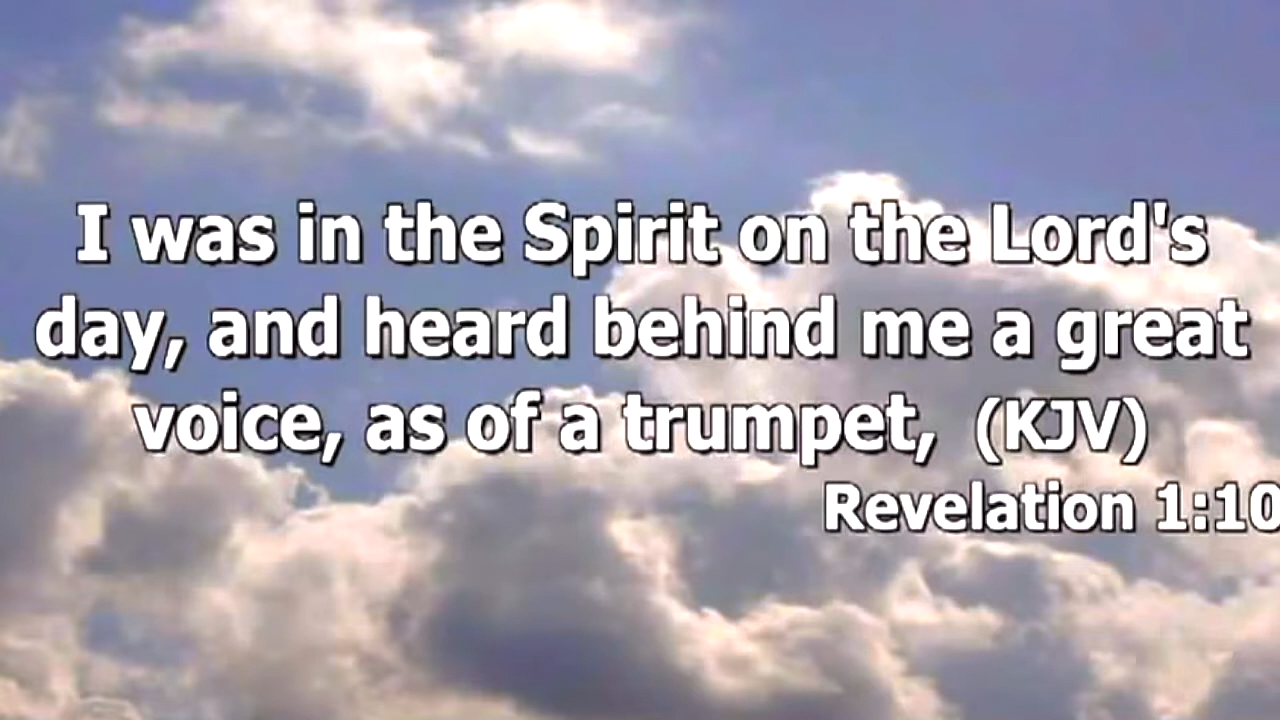 I was in the Spirit on the Lord's
day, and heard behind me a great
voice, as of a trumpet, (KJV)
Revelation 1:10